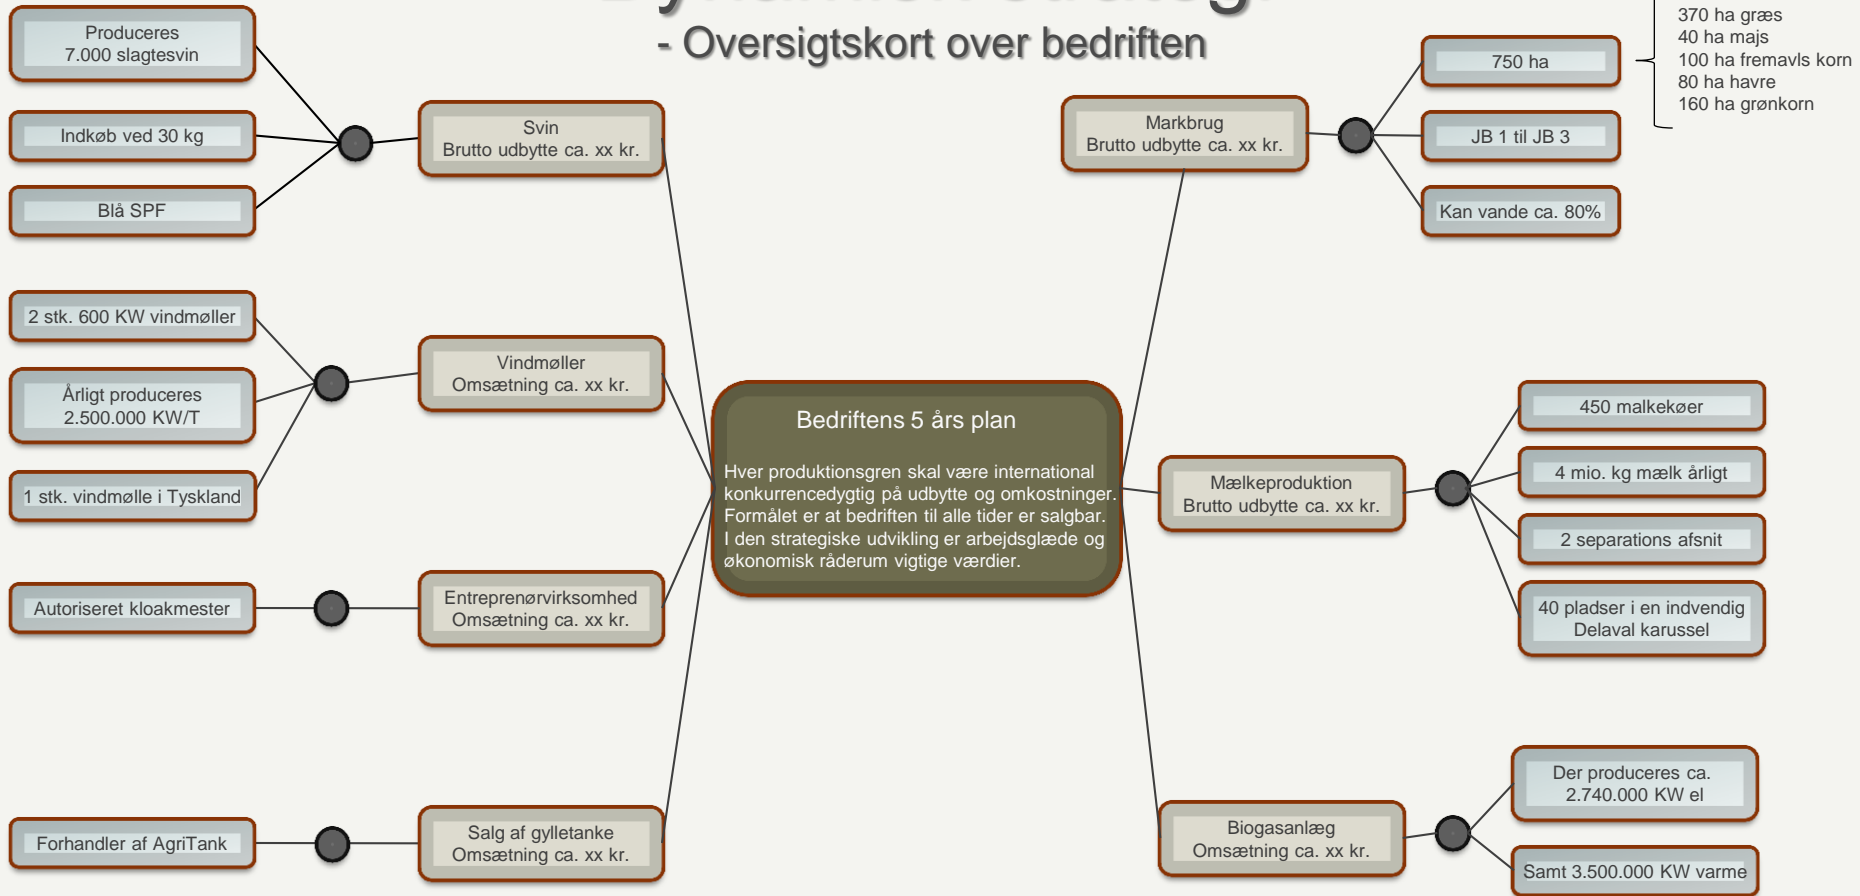 - Oversigtskort over bedriften
Produceres
7.000 slagtesvin
Indkøb ved 30 kg
Blå SPF
Svin
Brutto udbytte ca. xx kr.
2 stk. 600 KW vindmøller
Årligt produceres
2.500.000 KW/T
1 stk. vindmølle i Tyskland
Vindmøller
Omsætning ca. xx kr.
Autoriseret kloakmester
Entreprenørvirksomhed
Omsætning ca. xx kr.
Forhandler af AgriTank
Salg af gylletanke
Omsætning ca. xx kr.
Bedriftens 5 års plan
Hver produktionsgren skal være international
konkurrencedygtig på udbytte og omkostninger.
Formålet er at bedriften til alle tider er salgbar.
I den strategiske udvikling er arbejdsglæde og
økonomisk råderum vigtige værdier.
Markbrug
Brutto udbytte ca. xx kr.
750 ha
JB 1 til JB 3
Kan vande ca. 80%
370 ha græs
40 ha majs
100 ha fremavls korn
80 ha havre
160 ha grønkorn
Mælkeproduktion
Brutto udbytte ca. xx kr.
450 malkekøer
4 mio. kg mælk årligt
2 separations afsnit
40 pladser i en indvendig
Delaval karussel
Biogasanlæg
Omsætning ca. xx kr.
Der produceres ca.
2.740.000 KW el
Samt 3.500.000 KW varme